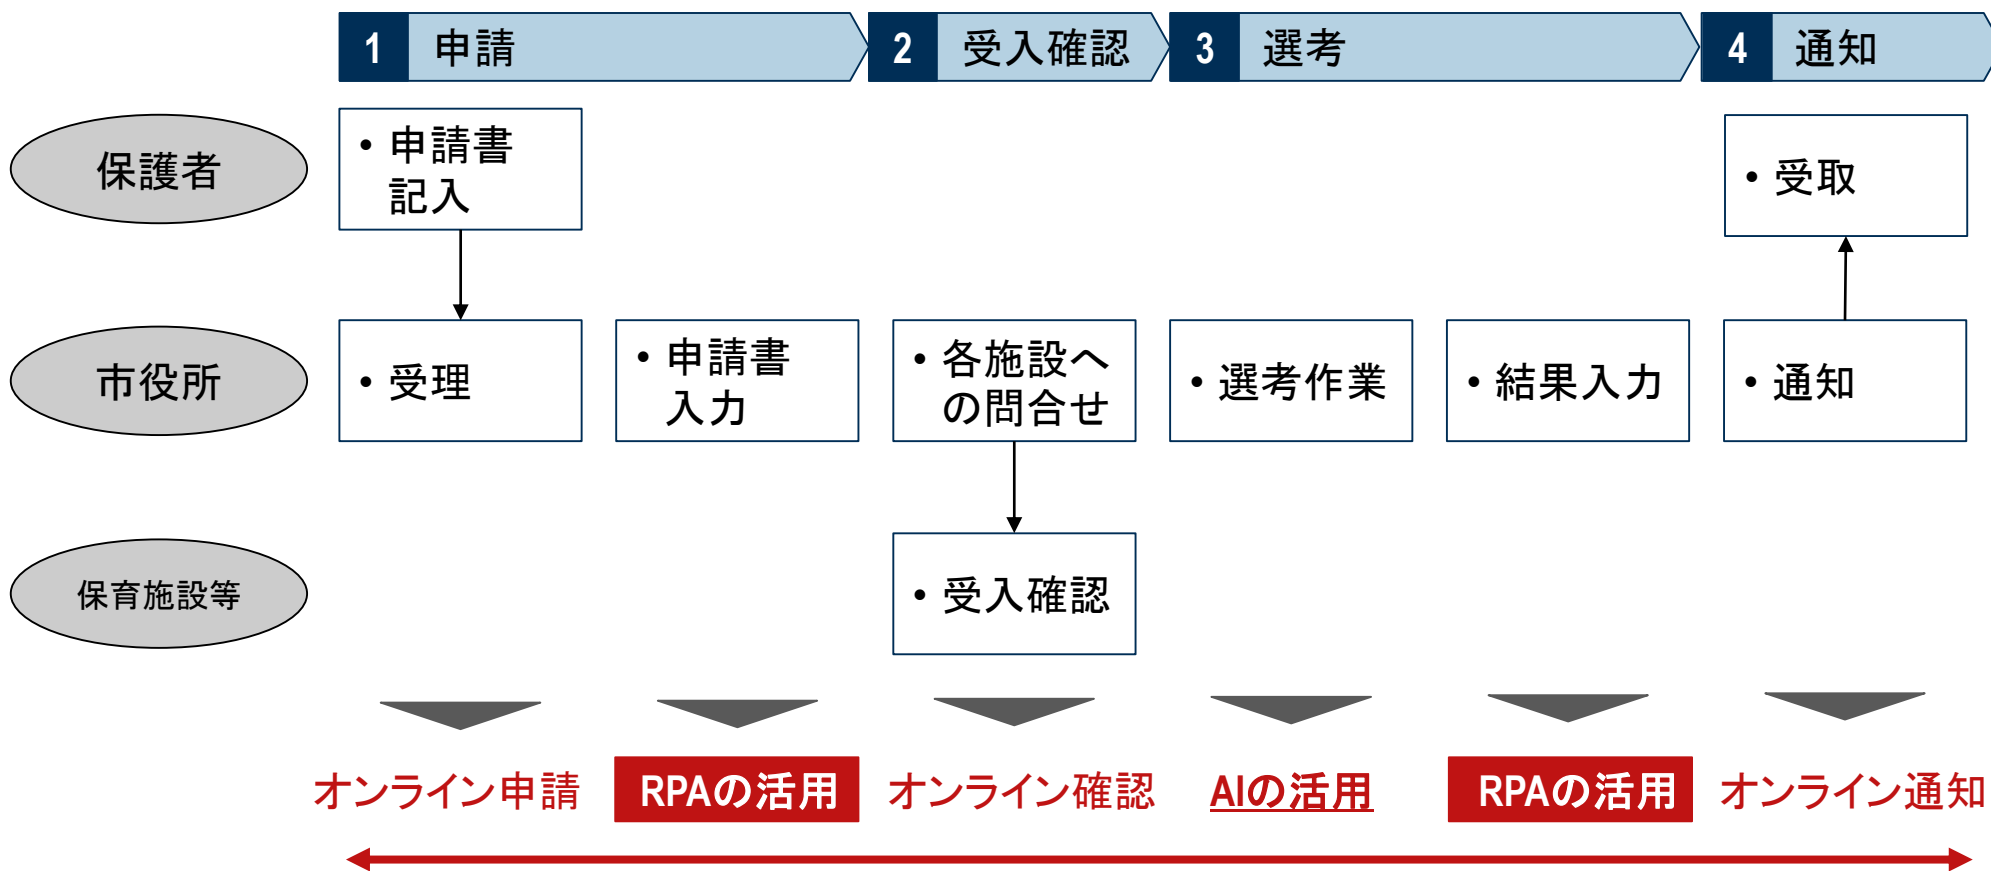 1 申請
2 受入確認
3 選考
4 通知
保護者
• 申請書
記入
• 受取
市役所
• 受理
• 申請書
入力
• 各施設へ
の問合せ
• 選考作業
• 結果入力
• 通知
保育施設等
• 受入確認
オンライン申請
RPAの活用
オンライン確認
AIの活用
RPAの活用
オンライン通知